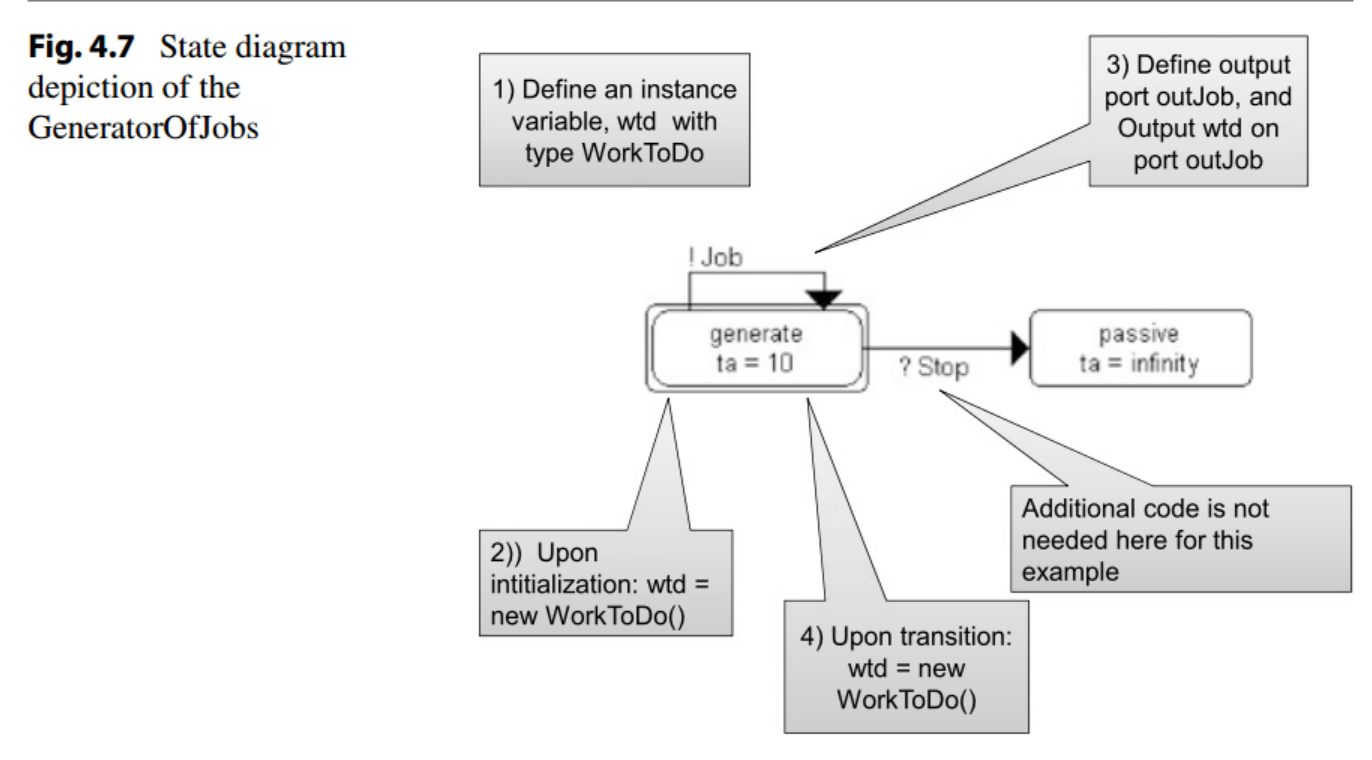 Fig. 4.7 State diagram
depiction of the
GeneratorOfJobs
1) Define an instance
variable, wtd with
type WorkToDo
3) Define output
port outJob, and
Output wtd on
port outJob
! Job
generate
ta = 10
? Stop
passive
ta = infinity
2)) Upon
intitialization: wtd =
new WorkToDo()
4) Upon transition:
wtd = new
WorkToDo()
Additional code is not
needed here for this
example